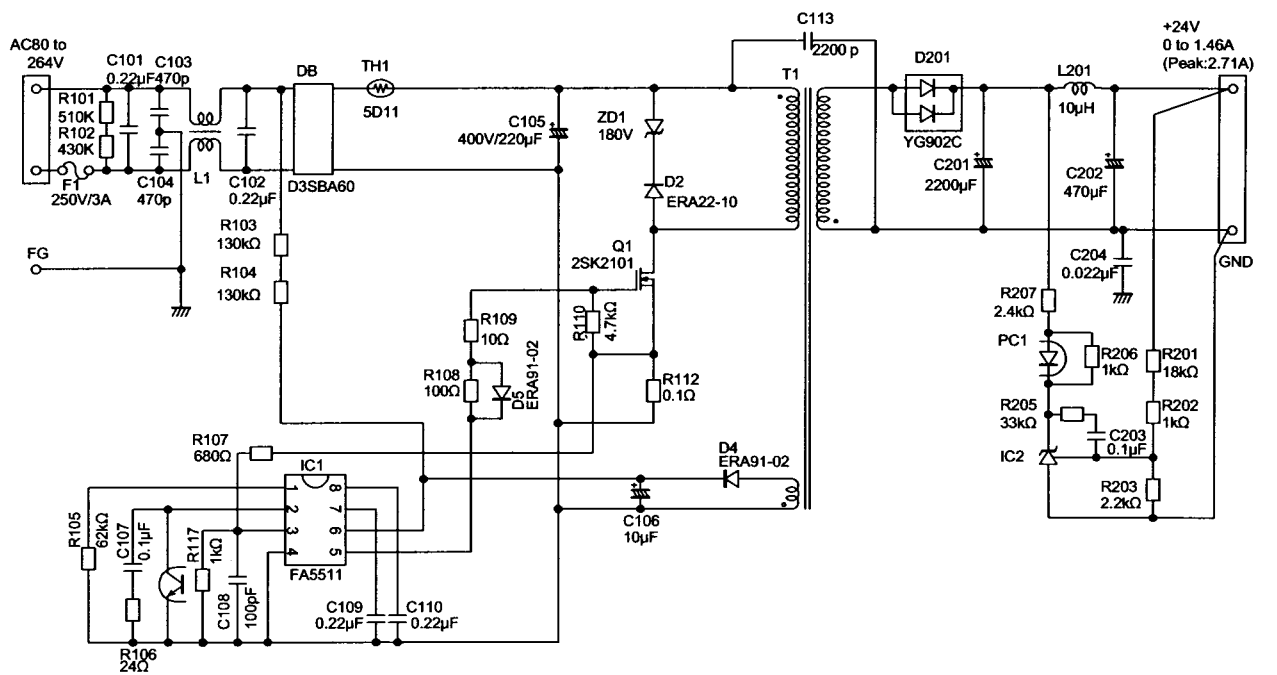 AC80 to
264V
C101
0.22µF
C103
470p
R101
510K
R102
430K
F1
250V/3A
C104
470p
L1
C102
0.22µF
DB
D3SBA60
TH1
5D11
C105
400V/220µF
+
ZD1
180V
D2
ERA22-10
C113
2200 p
T1
D201
YG902C
C201
2200µF
+
L201
10µH
C202
470µF
+
+24V
0 to 1.46A
(Peak:2.71A)
GND
C204
0.022µF
FG
R103
130kΩ
R104
130kΩ
Q1
2SK2101
R109
10Ω
R110
4.7kΩ
R108
100Ω
D5
ERA91-02
R112
0.1Ω
R207
2.4kΩ
PC1
R206
1kΩ
R201
18kΩ
R205
33kΩ
R202
1kΩ
C203
0.1µF
IC2
R203
2.2kΩ
R107
680Ω
IC1
1
2
3
4
8
7
6
5
FA5511
D4
ERA91-02
+
C106
10µF
R105
62kΩ
C107
0.1µF
R117
1kΩ
C108
100pF
C109
0.22µF
C110
0.22µF
R106
24Ω